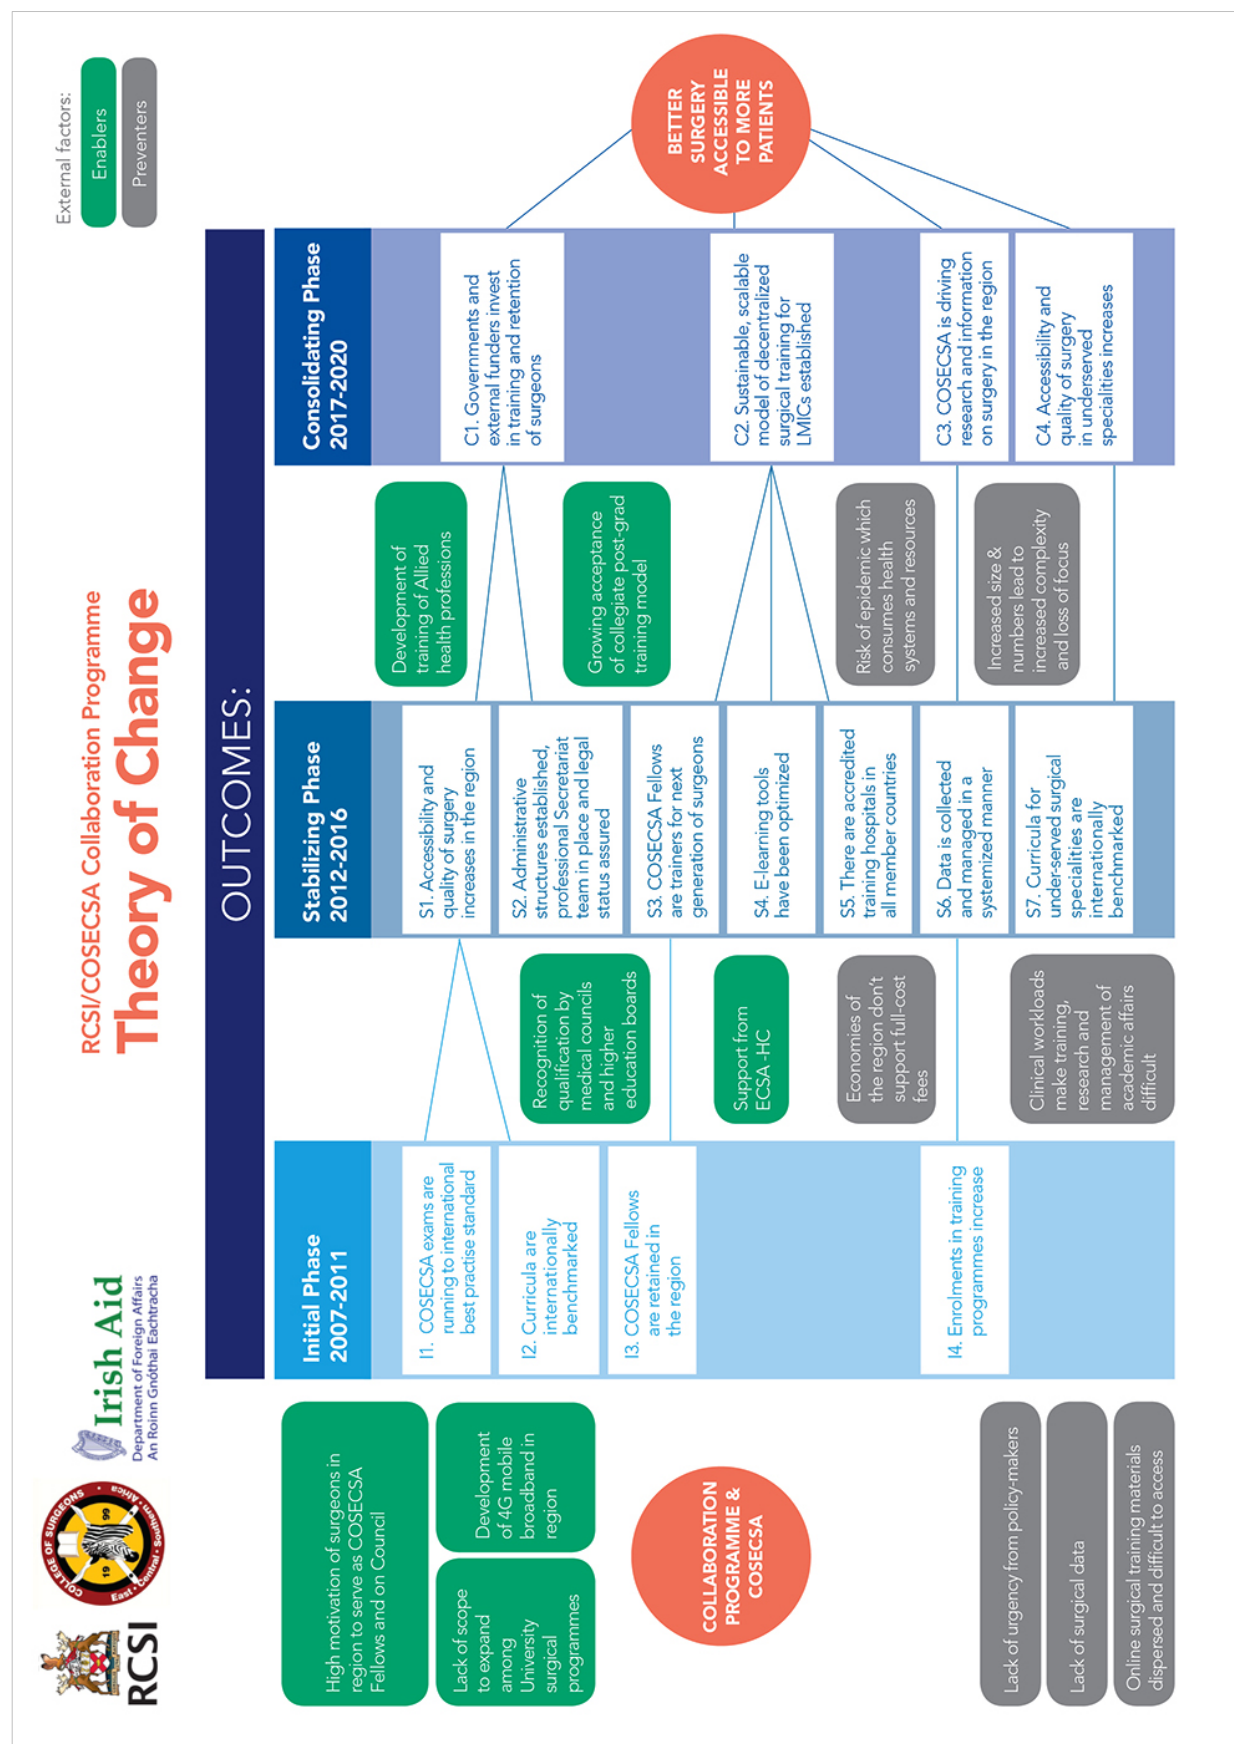 RCSI
COLLEGE OF SURGEONS
19 99
East • Central • Southern • Africa
Irish Aid
Department of Foreign Affairs
An Roinn Gnóthaí Eachtracha
RCSI/COSECSA Collaboration Programme
Theory of Change
External factors:
Enablers
Preventers
OUTCOMES:
High motivation of surgeons in
region to serve as COSECSA
Fellows and on Council
Lack of scope
to expand
among
University
surgical
programmes
Development
of 4G mobile
broadband in
region
COLLABORATION
PROGRAMME &
COSECSA
Lack of urgency from policy-makers
Lack of surgical data
Online surgical training materials
dispersed and difficult to access
Initial Phase
2007-2011
I1. COSECSA exams are
running to international
best practise standard
I2. Curricula are
internationally
benchmarked
I3. COSECSA Fellows
are retained in
the region
I4. Enrolments in training
programmes increase
Recognition of
qualification by
medical councils
and higher
education boards
Support from
ECSA -HC
Economies of
the region don't
support full-cost
fees
Clinical workloads
make training,
research and
management of
academic affairs
difficult
Stabilizing Phase
2012-2016
S1. Accessibility and
quality of surgery
increases in the region
S2. Administrative
structures established,
professional Secretariat
team in place and legal
status assured
S3. COSECSA Fellows
are trainers for next
generation of surgeons
S4. E-learning tools
have been optimized
S5. There are accredited
training hospitals in
all member countries
S6. Data is collected
and managed in a
systemized manner
S7. Curricula for
under-served surgical
specialities are
internationally
benchmarked
Development of
training of Allied
health professions
Growing acceptance
of collegiate post-grad
training model
Risk of epidemic which
consumes health
systems and resources
Increased size &
numbers lead to
increased complexity
and loss of focus
Consolidating Phase
2017-2020
C1. Governments and
external funders invest
in training and retention
of surgeons
C2. Sustainable, scalable
model of decentralized
surgical training for
LMICs established
C3. COSECSA is driving
research and information
on surgery in the region
C4. Accessibility and
quality of surgery
in underserved
specialities increases
BETTER
SURGERY
ACCESSIBLE
TO MORE
PATIENTS